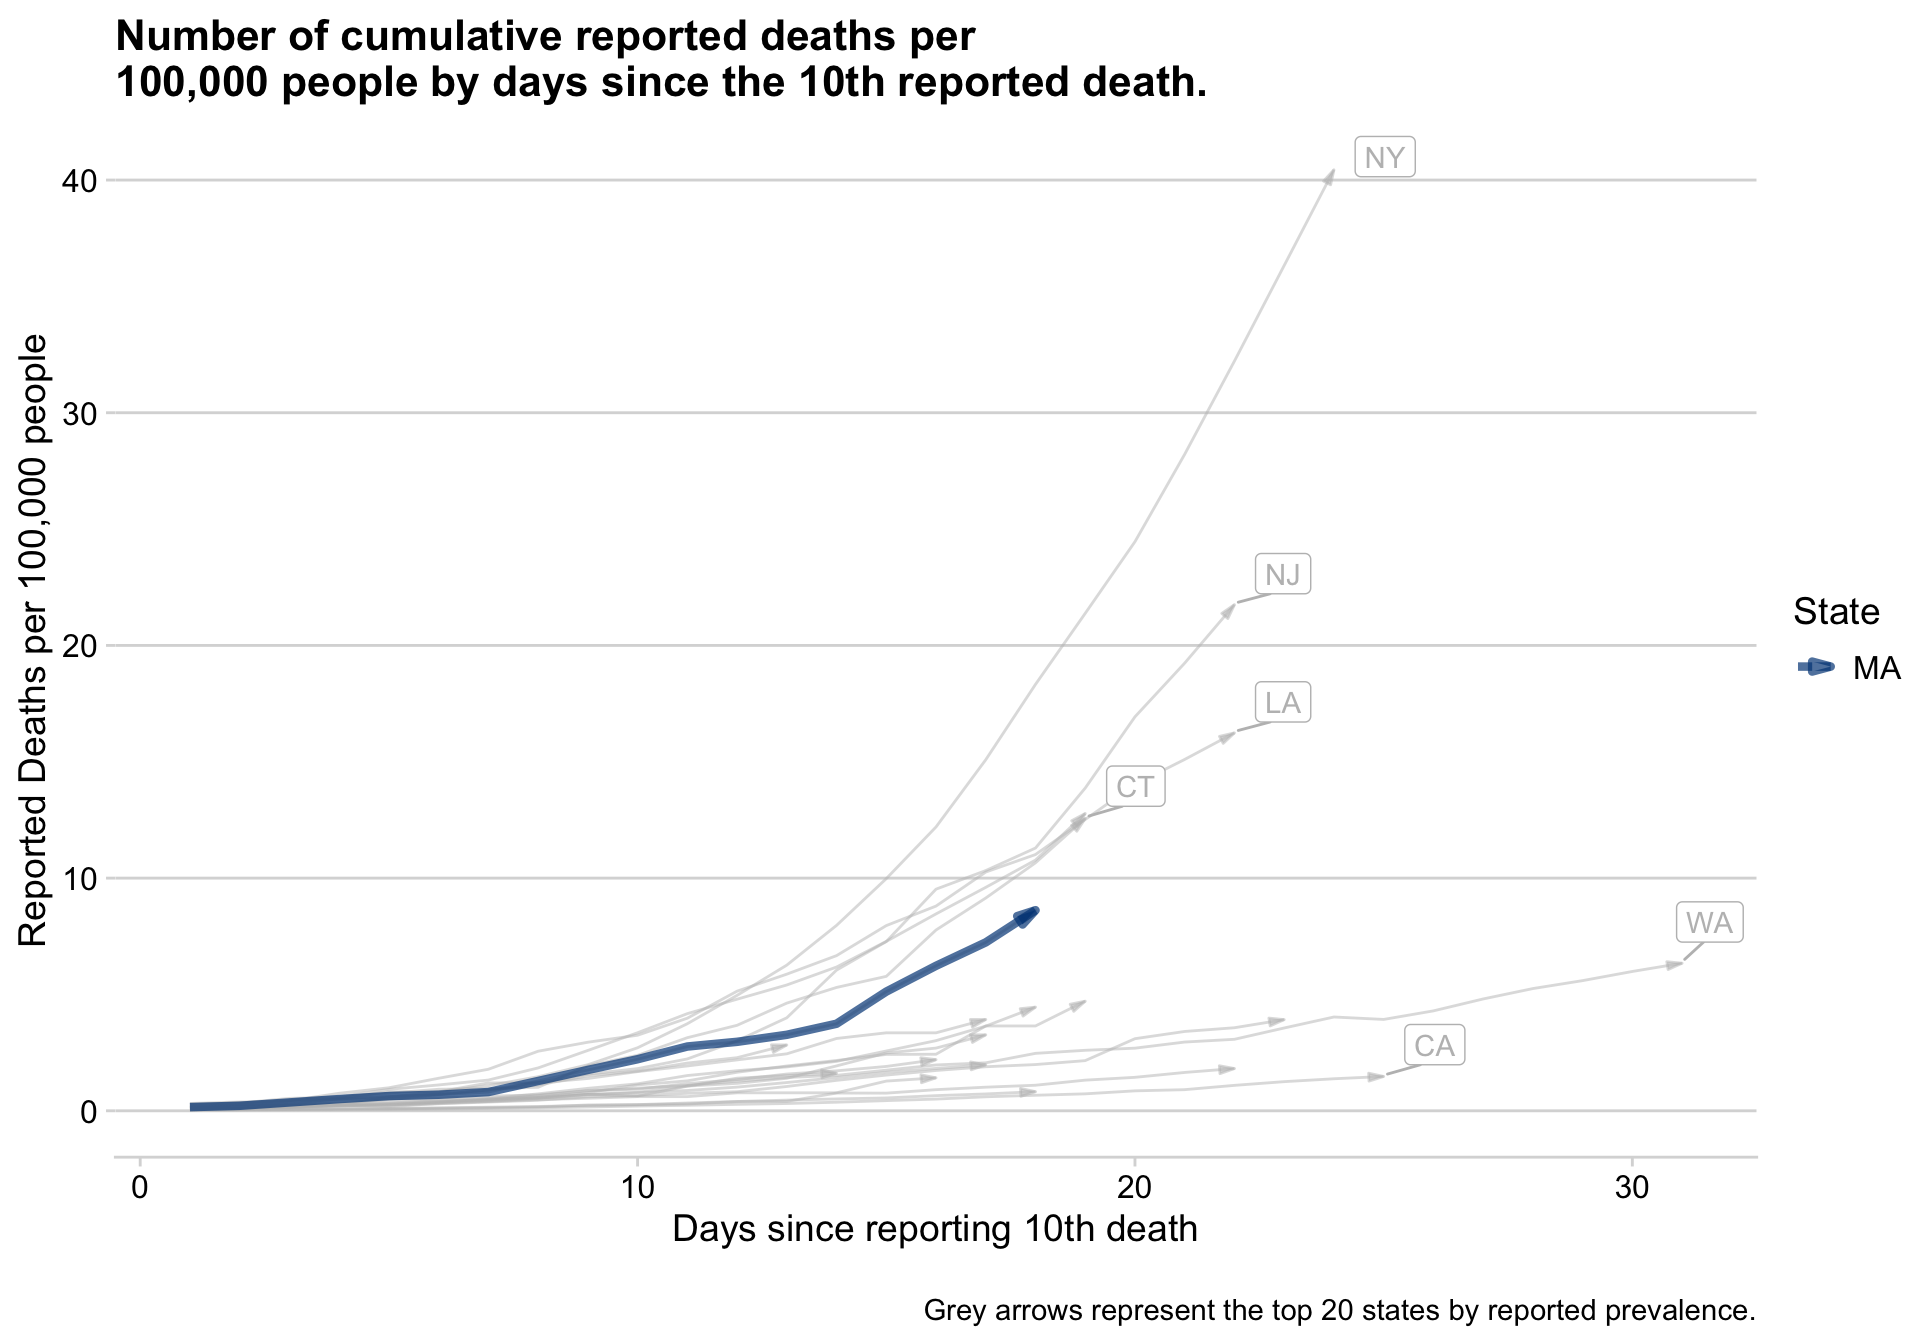 Number of cumulative reported deaths per
100,000 people by days since the 10th reported death.
Reported Deaths per 100,000 people
40
30
20
10
0
NY
NJ
LA
CT
WA
CA
State
MA
0
10
20
30
Days since reporting 10th death
Grey arrows represent the top 20 states by reported prevalence.